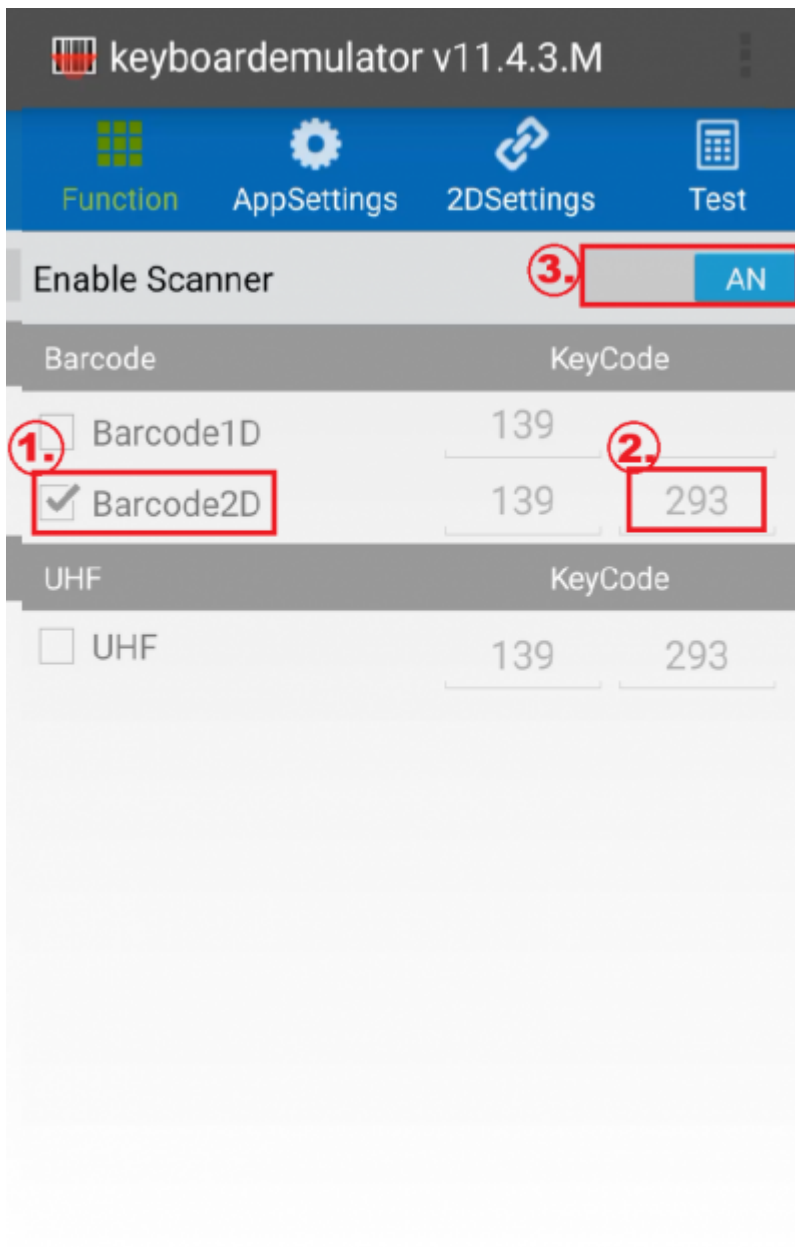 keyboardemulator v11.4.3.M
Function AppSettings 2DSettings Test
Enable Scanner 3. AN
Barcode KeyCode
Barcode1D 139
1. 2.
Barcode2D 139 293
UHF KeyCode
UHF 139 293